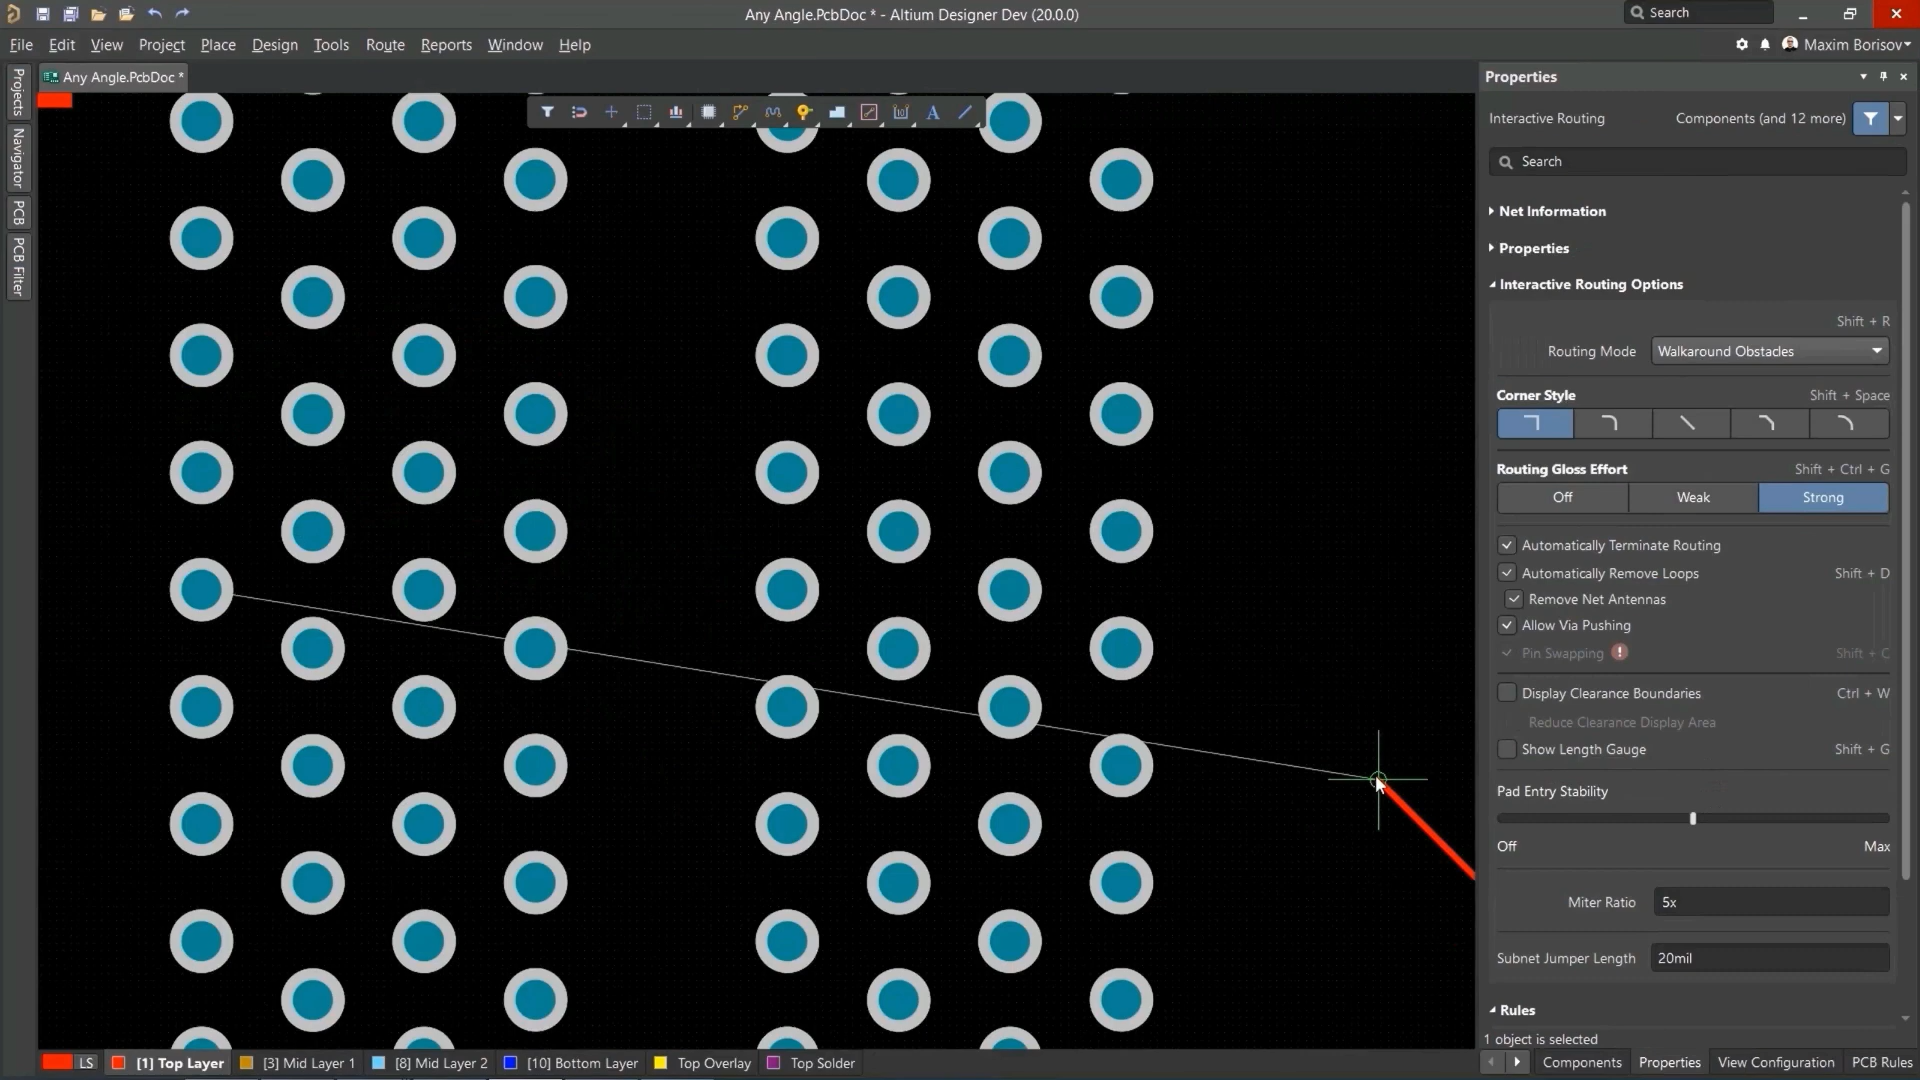 Any Angle.PcbDoc * - Altium Designer Dev (20.0.0)
Search
File Edit View Project Place Design Tools Route Reports Window Help
Maxim Borisov
Any Angle.PcbDoc *
Projects
Navigator
PCB
PCB Filter
Properties
Interactive Routing Components (and 12 more)
Search
Net Information
Properties
Interactive Routing Options
Shift + R
Routing Mode Walkaround Obstacles
Corner Style Shift + Space
Routing Gloss Effort Shift + Ctrl + G
Off Weak Strong
Automatically Terminate Routing
Automatically Remove Loops Shift + D
Remove Net Antennas
Allow Via Pushing
Pin Swapping Shift + C
Display Clearance Boundaries Ctrl + W
Reduce Clearance Display Area
Show Length Gauge Shift + G
Pad Entry Stability
Off Max
Miter Ratio 5x
Subnet Jumper Length 20mil
Rules
1 object is selected
LS [1] Top Layer [3] Mid Layer 1 [8] Mid Layer 2 [10] Bottom Layer Top Overlay Top Solder
Components Properties View Configuration PCB Rules